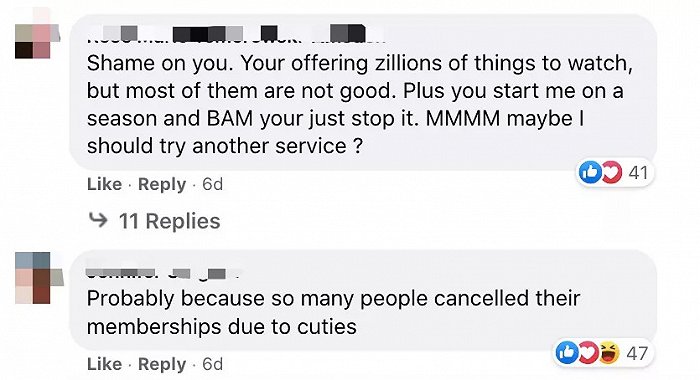 Shame on you. Your offering zillions of things to watch,
but most of them are not good. Plus you start me on a
season and BAM your just stop it. MMMM maybe I
should try another service ?
41
Like · Reply · 6d
11 Replies
Probably because so many people cancelled their
memberships due to cuties
47
Like · Reply · 6d